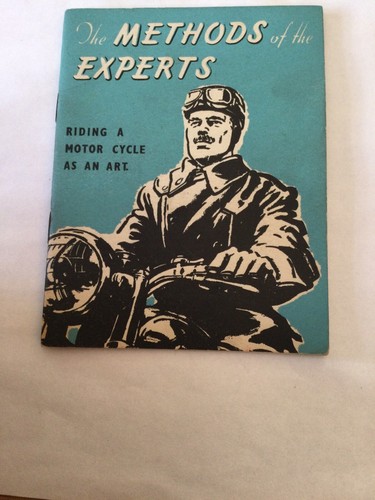 The METHODS of the
EXPERTS
RIDING A
MOTOR CYCLE
AS AN ART.